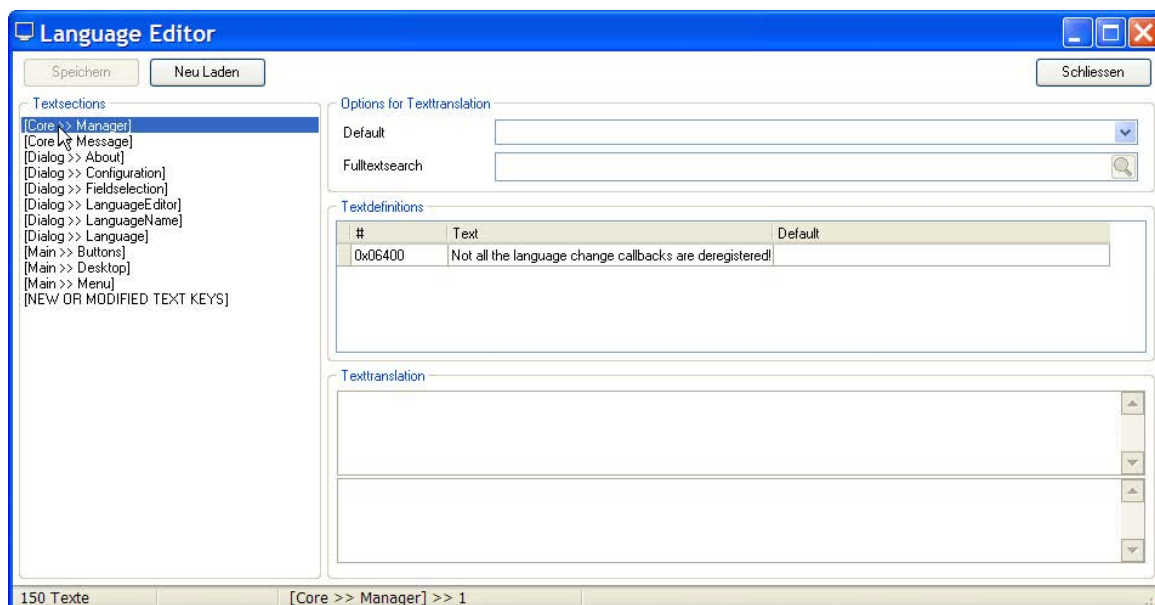 Language Editor
Speichern
Neu Laden
Schliessen
Textsections
[Core >> Manager]
[Core >> Message]
[Dialog >> About]
[Dialog >> Configuration]
[Dialog >> Fieldselection]
[Dialog >> LanguageEditor]
[Dialog >> LanguageName]
[Dialog >> Language]
[Main >> Buttons]
[Main >> Desktop]
[Main >> Menu]
[NEW OR MODIFIED TEXT KEYS]
Options for Texttranslation
Default
Fulltextsearch
Textdefinitions
# Text Default
0x06400 Not all the language change callbacks are deregistered!
Texttranslation
150 Texte [Core >> Manager] >> 1